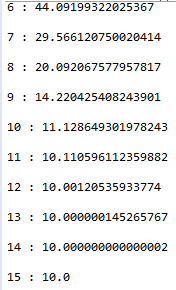 6 : 44.09199322025367
7 : 29.566120750020414
8 : 20.092067577957817
9 : 14.220425408243901
10 : 11.128649301978243
11 : 10.110596112359882
12 : 10.00120535933774
13 : 10.000000145265767
14 : 10.000000000000002
15 : 10.0